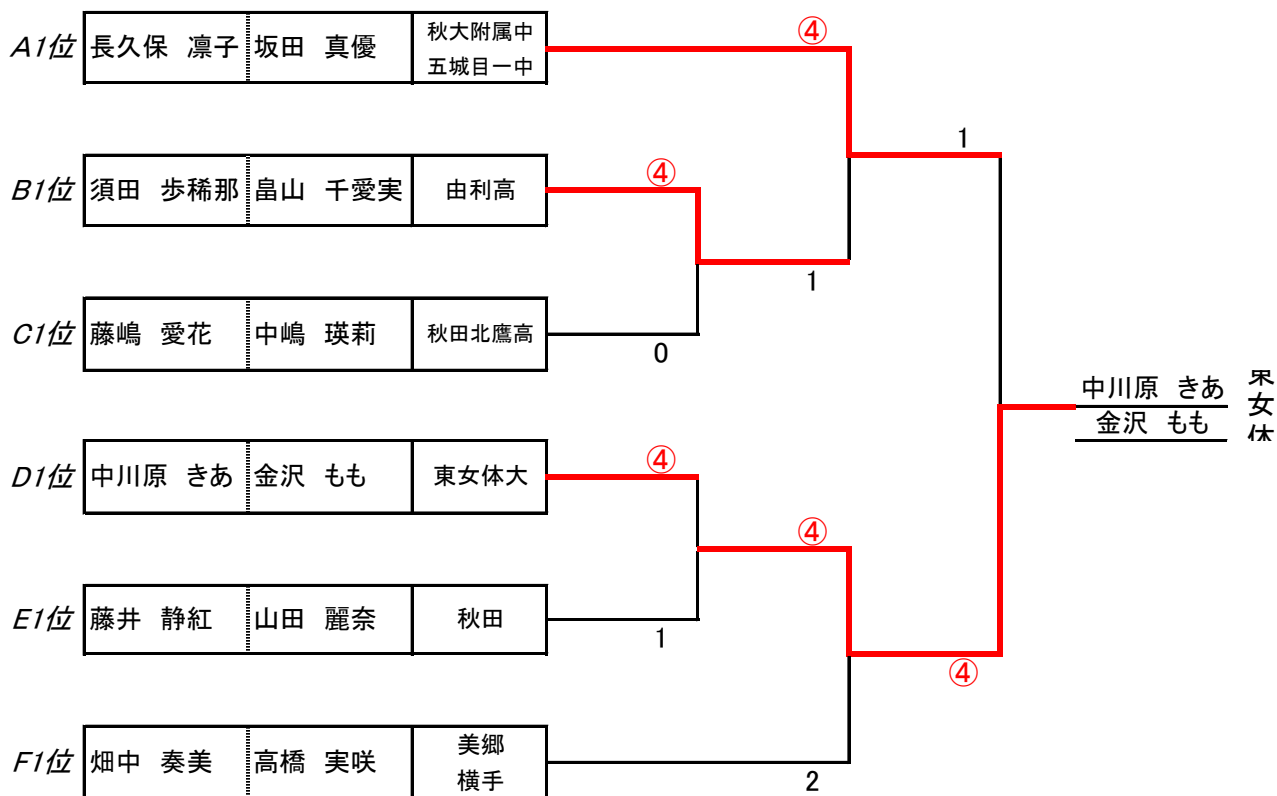 ④
A1位 長久保 凛子 坂田 真優 秋大附属中
五城目一中
1
④
B1位 須田 歩稀那 畠山 千愛実 由利高
1
C1位 藤嶋 愛花 中嶋 瑛莉 秋田北鷹高
0
中川原 きあ
金沢 もも
東女体
④
D1位 中川原 きあ 金沢 もも 東女体大
④
E1位 藤井 静紅 山田 麗奈 秋田
1
④
F1位 畑中 奏美 高橋 実咲 美郷
横手
2